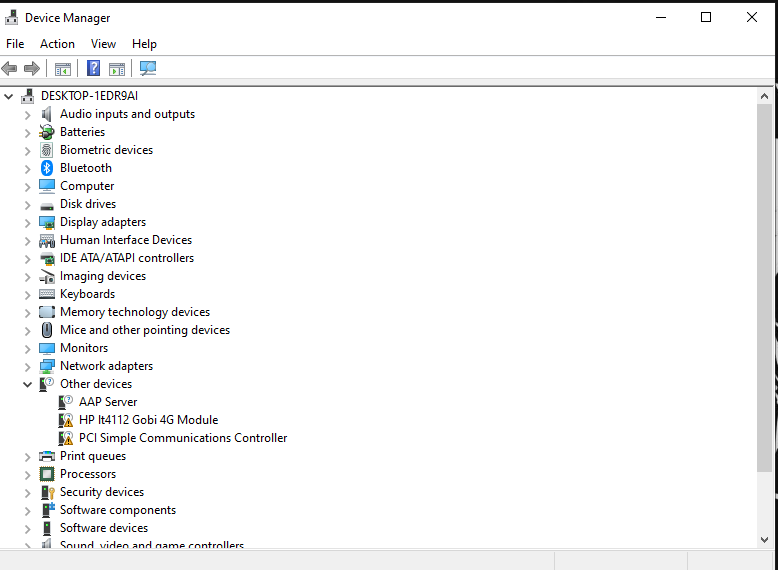 Device Manager
File Action View Help
DESKTOP-1EDR9AI
Audio inputs and outputs
Batteries
Biometric devices
Bluetooth
Computer
Disk drives
Display adapters
Human Interface Devices
IDE ATA/ATAPI controllers
Imaging devices
Keyboards
Memory technology devices
Mice and other pointing devices
Monitors
Network adapters
Other devices
AAP Server
HP lt4112 Gobi 4G Module
PCI Simple Communications Controller
Print queues
Processors
Security devices
Software components
Software devices
Sound, video and game controllers